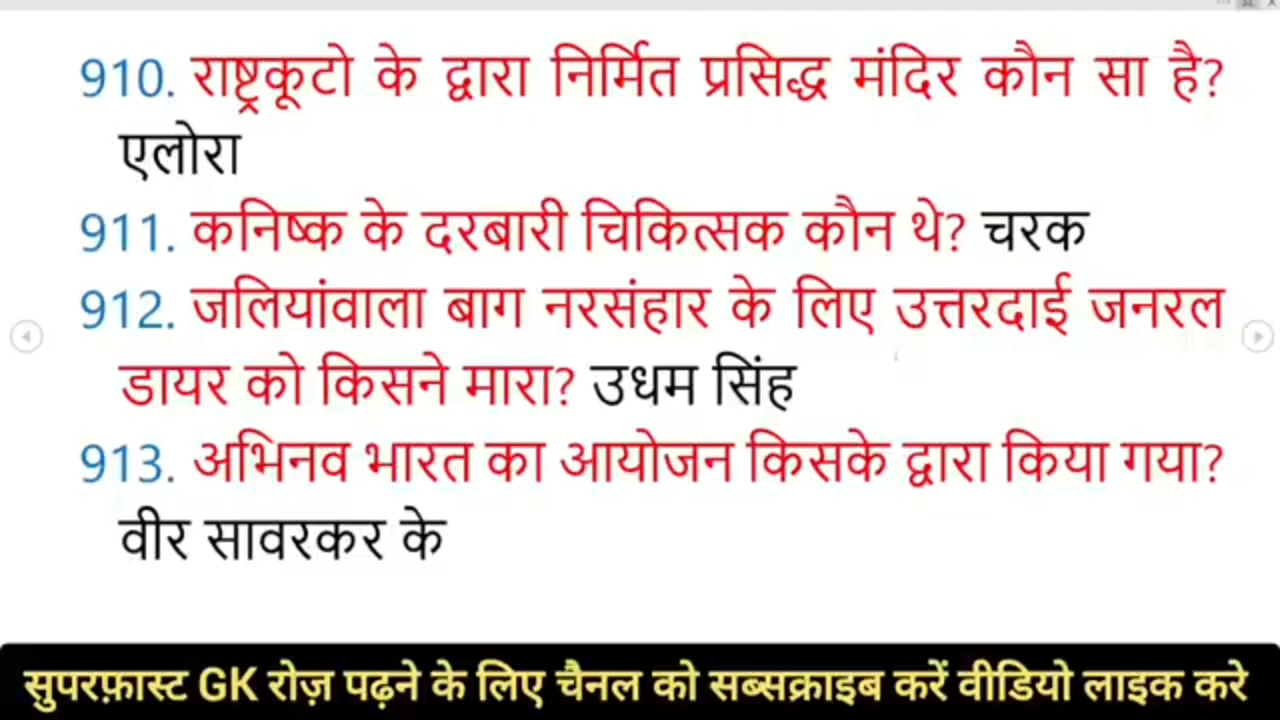 910. राष्ट्रकूटो के द्वारा निर्मित प्रसिद्ध मंदिर कौन सा है?
एलोरा
911. कनिष्क के दरबारी चिकित्सक कौन थे? चरक
912. जलियांवाला बाग नरसंहार के लिए उत्तरदाई जनरल
डायर को किसने मारा? उधम सिंह
913. अभिनव भारत का आयोजन किसके द्वारा किया गया?
वीर सावरकर के
सुपरफ़ास्ट GK रोज़ पढ़ने के लिए चैनल को सब्सक्राइब करें वीडियो लाइक करे